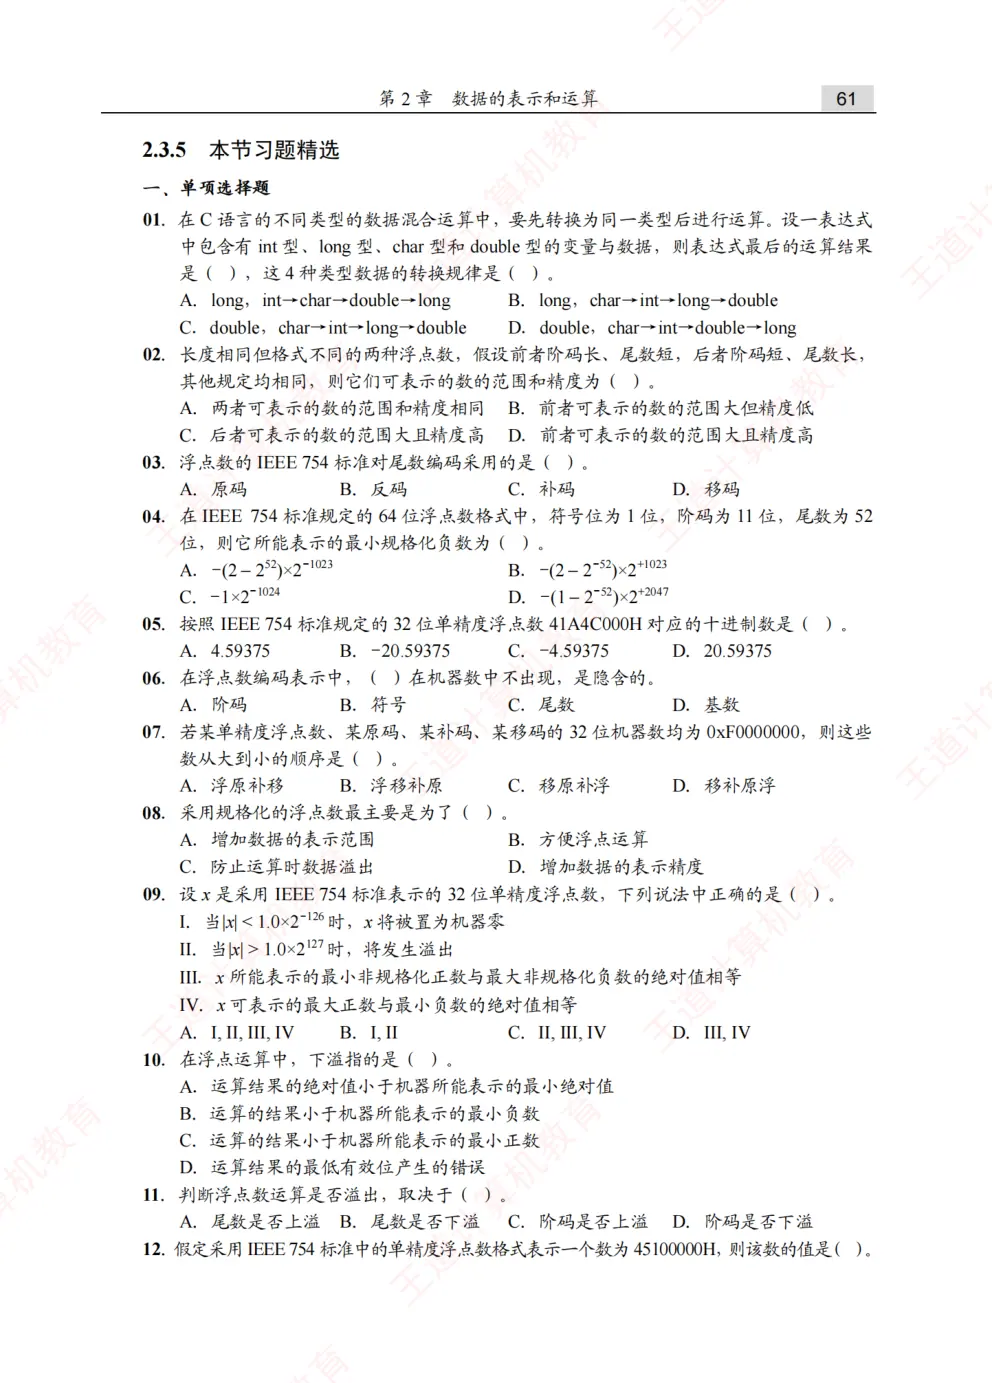 第 2 章　数据的表示和运算　61
2.3.5　本节习题精选
一、单项选择题
01. 在 C 语言的不同类型的数据混合运算中，要先转换为同一类型后进行运算。设一表达式
中包含有 int 型、long 型、char 型和 double 型的变量与数据，则表达式最后的运算结果
是（　），这 4 种类型数据的转换规律是（　）。
A. long，int→char→double→long　B. long，char→int→long→double
C. double，char→int→long→double　D. double，char→int→double→long
02. 长度相同但格式不同的两种浮点数，假设前者阶码长、尾数短，后者阶码短、尾数长，
其他规定均相同，则它们可表示的数的范围和精度为（　）。
A. 两者可表示的数的范围和精度相同　B. 前者可表示的数的范围大但精度低
C. 后者可表示的数的范围大且精度高　D. 前者可表示的数的范围大且精度高
03. 浮点数的 IEEE 754 标准对尾数编码采用的是（　）。
A. 原码　B. 反码　C. 补码　D. 移码
04. 在 IEEE 754 标准规定的 64 位浮点数格式中，符号位为 1 位，阶码为 11 位，尾数为 52
位，则它所能表示的最小规格化负数为（　）。
A. −(2 − 2⁵²)×2⁻¹⁰²³　B. −(2 − 2⁻⁵²)×2⁺¹⁰²³
C. −1×2⁻¹⁰²⁴　D. −(1 − 2⁻⁵²)×2⁺²⁰⁴⁷
05. 按照 IEEE 754 标准规定的 32 位单精度浮点数 41A4C000H 对应的十进制数是（　）。
A. 4.59375　B. −20.59375　C. −4.59375　D. 20.59375
06. 在浮点数编码表示中，（　）在机器数中不出现，是隐含的。
A. 阶码　B. 符号　C. 尾数　D. 基数
07. 若某单精度浮点数、某原码、某补码、某移码的 32 位机器数均为 0xF0000000，则这些
数从大到小的顺序是（　）。
A. 浮原补移　B. 浮移补原　C. 移原补浮　D. 移补原浮
08. 采用规格化的浮点数最主要是为了（　）。
A. 增加数据的表示范围　B. 方便浮点运算
C. 防止运算时数据溢出　D. 增加数据的表示精度
09. 设 x 是采用 IEEE 754 标准表示的 32 位单精度浮点数，下列说法中正确的是（　）。
I. 当|x| < 1.0×2⁻¹²⁶ 时，x 将被置为机器零
II. 当|x| > 1.0×2¹²⁷ 时，将发生溢出
III. x 所能表示的最小非规格化正数与最大非规格化负数的绝对值相等
IV. x 可表示的最大正数与最小负数的绝对值相等
A. I, II, III, IV　B. I, II　C. II, III, IV　D. III, IV
10. 在浮点运算中，下溢指的是（　）。
A. 运算结果的绝对值小于机器所能表示的最小绝对值
B. 运算的结果小于机器所能表示的最小负数
C. 运算的结果小于机器所能表示的最小正数
D. 运算结果的最低有效位产生的错误
11. 判断浮点数运算是否溢出，取决于（　）。
A. 尾数是否上溢　B. 尾数是否下溢　C. 阶码是否上溢　D. 阶码是否下溢
12. 假定采用 IEEE 754 标准中的单精度浮点数格式表示一个数为 45100000H，则该数的值是（　）。
王道计算机教育